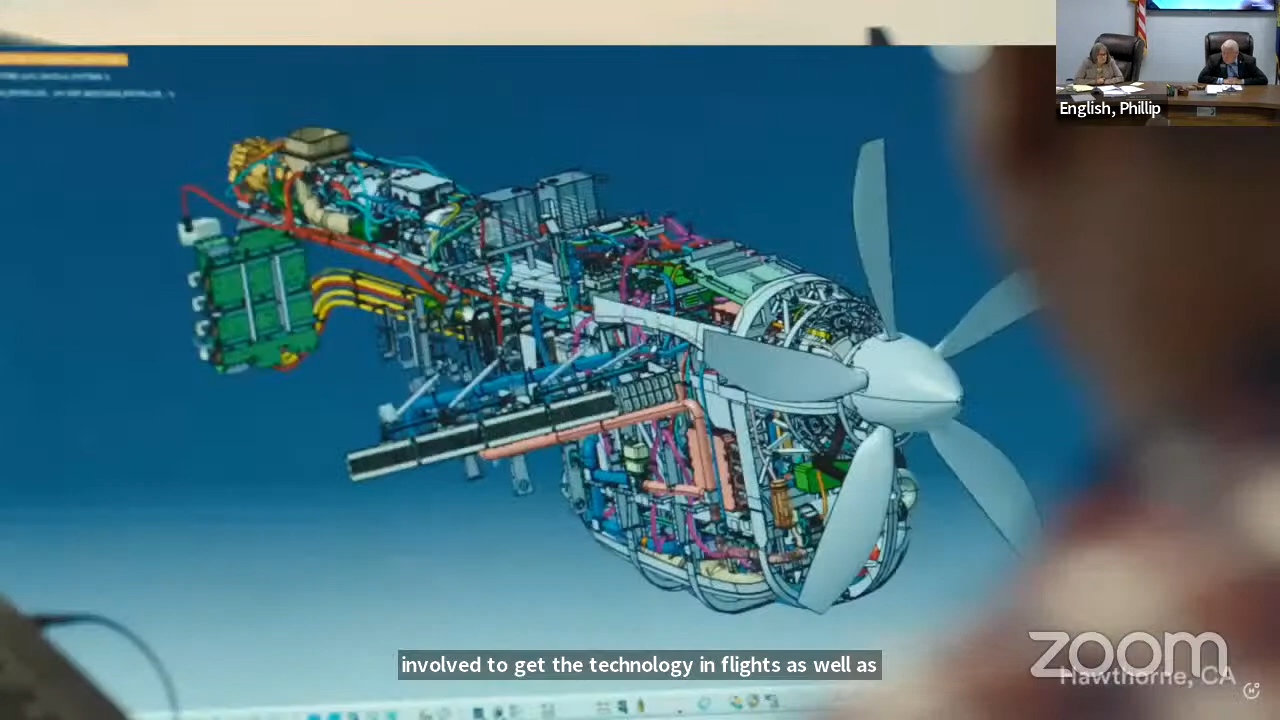 English, Phillip
involved to get the technology in flights as well as
zoom
Hawthorne, CA